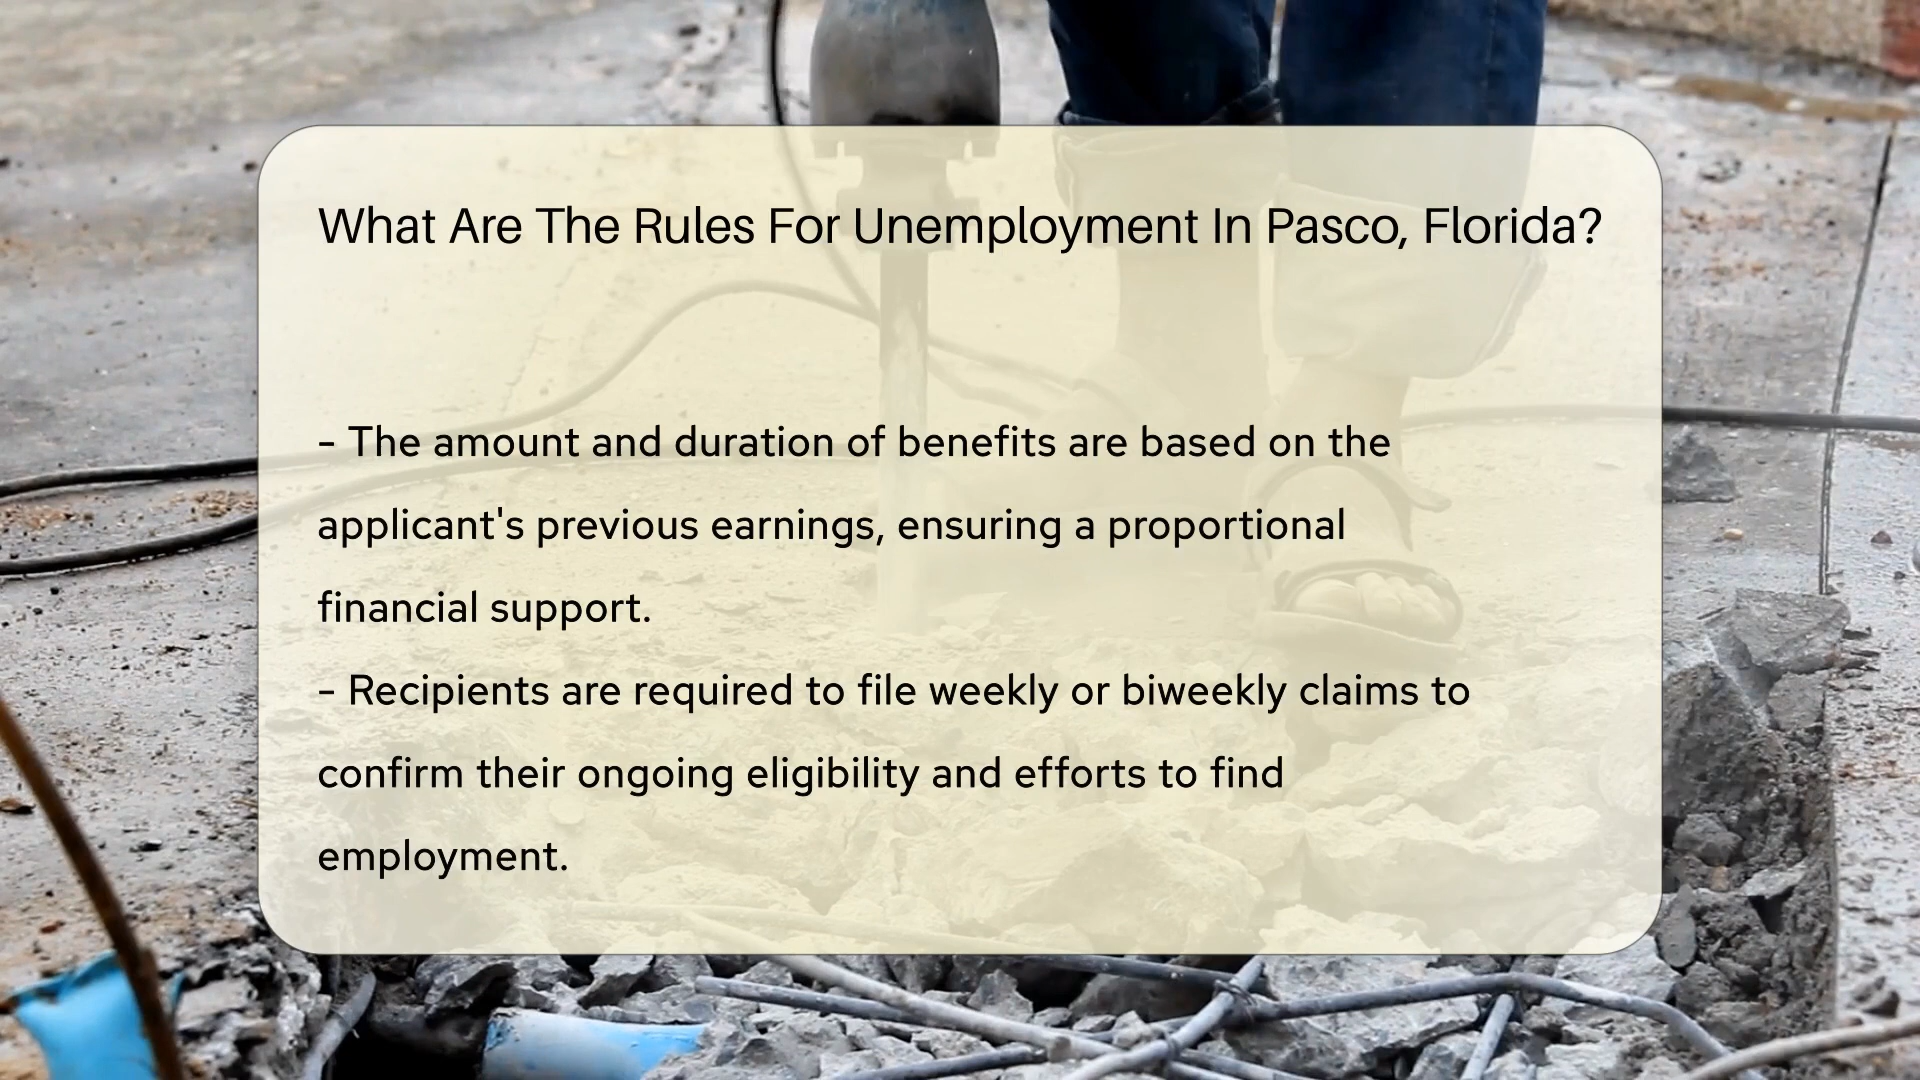 What Are The Rules For Unemployment In Pasco, Florida?
- The amount and duration of benefits are based on the
applicant's previous earnings, ensuring a proportional
financial support.
- Recipients are required to file weekly or biweekly claims to
confirm their ongoing eligibility and efforts to find
employment.